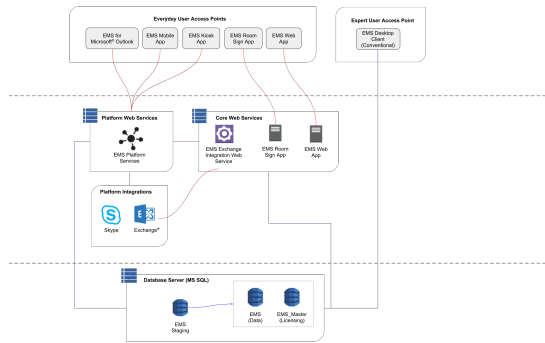 Everyday User Access Points
Expert User Access Point
EMS for
Microsoft® Outlook
EMS Mobile
App
EMS Kiosk
App
EMS Room
Sign App
EMS Web
App
EMS Desktop
Client
(Conventional)
Platform Web Services
EMS Platform
Services
Core Web Services
EMS Exchange
Integration Web
Service
EMS Room
Sign App
EMS Web
App
Platform Integrations
Skype
Exchange®
Database Server (MS SQL)
EMS
Staging
EMS
(Data)
EMS_Master
(Licensing)